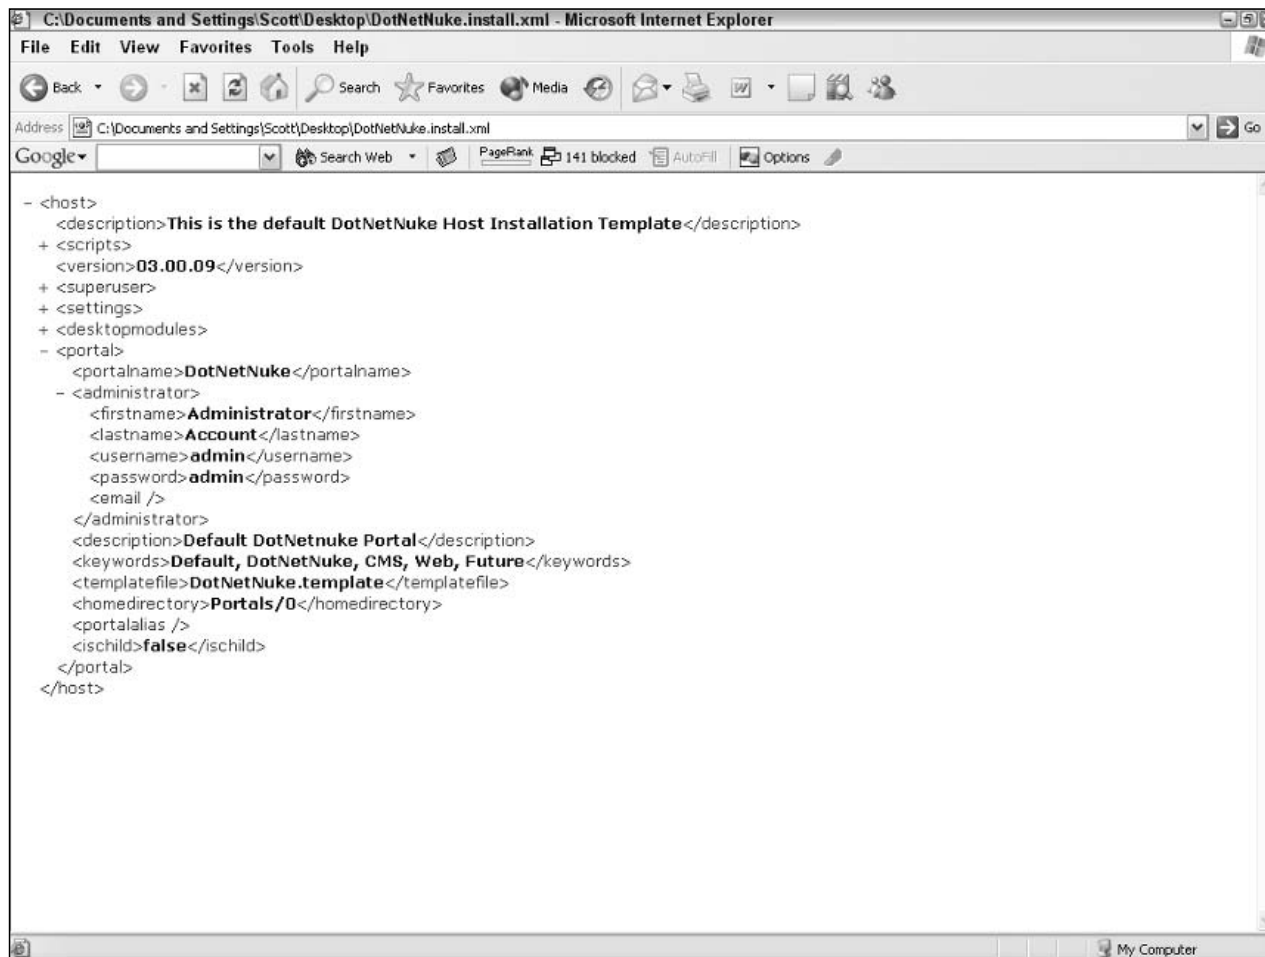 C:\Documents and Settings\Scott\Desktop\DotNetNuke.install.xml - Microsoft Internet Explorer
File Edit View Favorites Tools Help
Back Search Favorites Media
Address C:\Documents and Settings\Scott\Desktop\DotNetNuke.install.xml Go
Google Search Web PageRank 141 blocked AutoFill Options
- <host>
<description>This is the default DotNetNuke Host Installation Template</description>
+ <scripts>
<version>03.00.09</version>
+ <superuser>
+ <settings>
+ <desktopmodules>
- <portal>
<portalname>DotNetNuke</portalname>
- <administrator>
<firstname>Administrator</firstname>
<lastname>Account</lastname>
<username>admin</username>
<password>admin</password>
<email />
</administrator>
<description>Default DotNetnuke Portal</description>
<keywords>Default, DotNetNuke, CMS, Web, Future</keywords>
<templatefile>DotNetNuke.template</templatefile>
<homedirectory>Portals/0</homedirectory>
<portalalias />
<ischild>false</ischild>
</portal>
</host>
My Computer